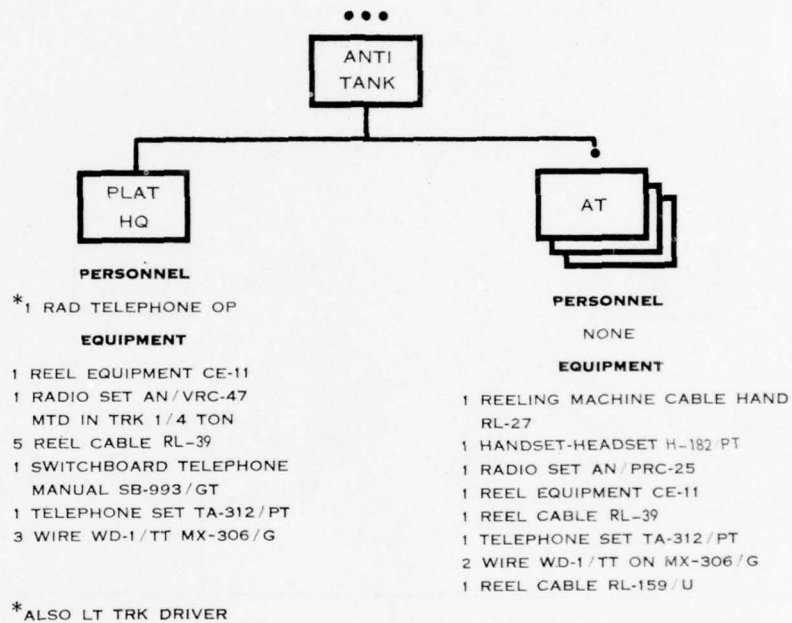 ANTI
TANK
PLAT
HQ
PERSONNEL
*1 RAD TELEPHONE OP
EQUIPMENT
1 REEL EQUIPMENT CE-11
1 RADIO SET AN/VRC-47
MTD IN TRK 1/4 TON
5 REEL CABLE RL-39
1 SWITCHBOARD TELEPHONE
MANUAL SB-993/GT
1 TELEPHONE SET TA-312/PT
3 WIRE WD-1/TT MX-306/G
*ALSO LT TRK DRIVER
AT
PERSONNEL
NONE
EQUIPMENT
1 REELING MACHINE CABLE HAND
RL-27
1 HANDSET-HEADSET H-182/PT
1 RADIO SET AN/PRC-25
1 REEL EQUIPMENT CE-11
1 REEL CABLE RL-39
1 TELEPHONE SET TA-312/PT
2 WIRE WD-1/TT ON MX-306/G
1 REEL CABLE RL-159/U